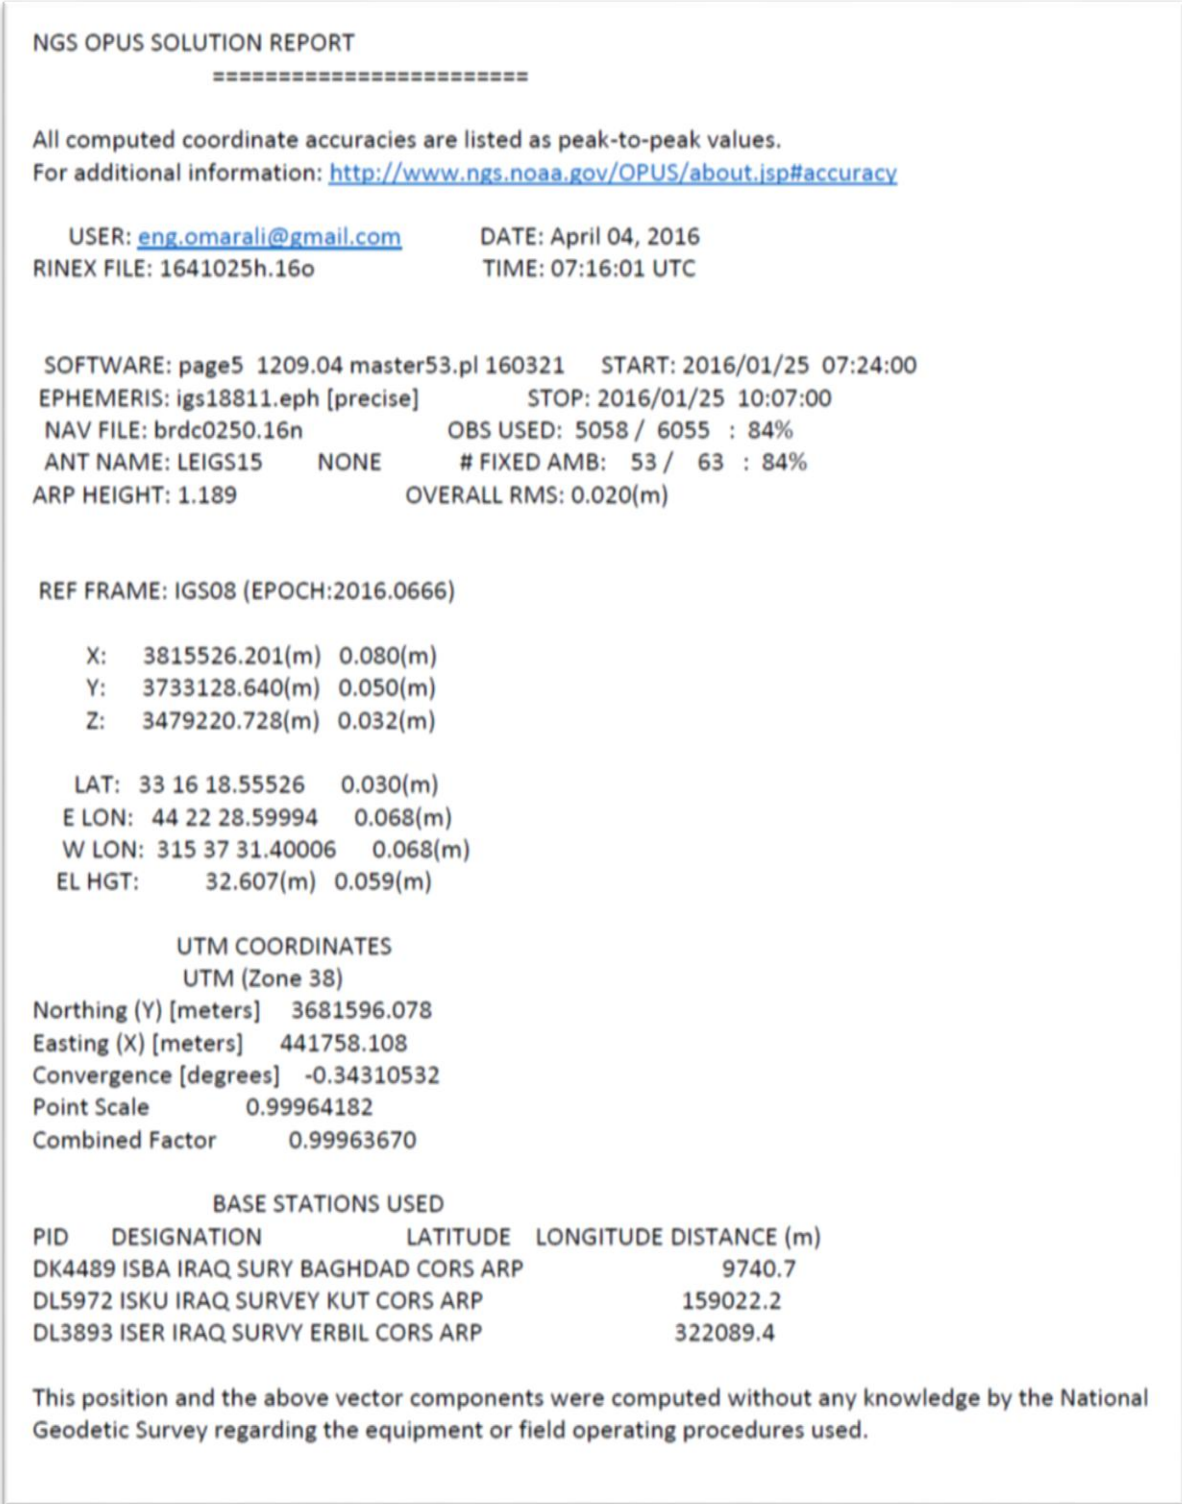 NGS OPUS SOLUTION REPORT
========================
All computed coordinate accuracies are listed as peak-to-peak values.
For additional information: http://www.ngs.noaa.gov/OPUS/about.jsp#accuracy
USER: eng.omarali@gmail.com DATE: April 04, 2016
RINEX FILE: 1641025h.16o TIME: 07:16:01 UTC
SOFTWARE: page5 1209.04 master53.pl 160321 START: 2016/01/25 07:24:00
EPHEMERIS: igs18811.eph [precise] STOP: 2016/01/25 10:07:00
NAV FILE: brdc0250.16n OBS USED: 5058 / 6055 : 84%
ANT NAME: LEIGS15 NONE # FIXED AMB: 53 / 63 : 84%
ARP HEIGHT: 1.189 OVERALL RMS: 0.020(m)
REF FRAME: IGS08 (EPOCH:2016.0666)
X: 3815526.201(m) 0.080(m)
Y: 3733128.640(m) 0.050(m)
Z: 3479220.728(m) 0.032(m)
LAT: 33 16 18.55526 0.030(m)
E LON: 44 22 28.59994 0.068(m)
W LON: 315 37 31.40006 0.068(m)
EL HGT: 32.607(m) 0.059(m)
UTM COORDINATES
UTM (Zone 38)
Northing (Y) [meters] 3681596.078
Easting (X) [meters] 441758.108
Convergence [degrees] -0.34310532
Point Scale 0.99964182
Combined Factor 0.99963670
BASE STATIONS USED
PID DESIGNATION LATITUDE LONGITUDE DISTANCE (m)
DK4489 ISBA IRAQ SURY BAGHDAD CORS ARP 9740.7
DL5972 ISKU IRAQ SURVEY KUT CORS ARP 159022.2
DL3893 ISER IRAQ SURVY ERBIL CORS ARP 322089.4
This position and the above vector components were computed without any knowledge by the National
Geodetic Survey regarding the equipment or field operating procedures used.